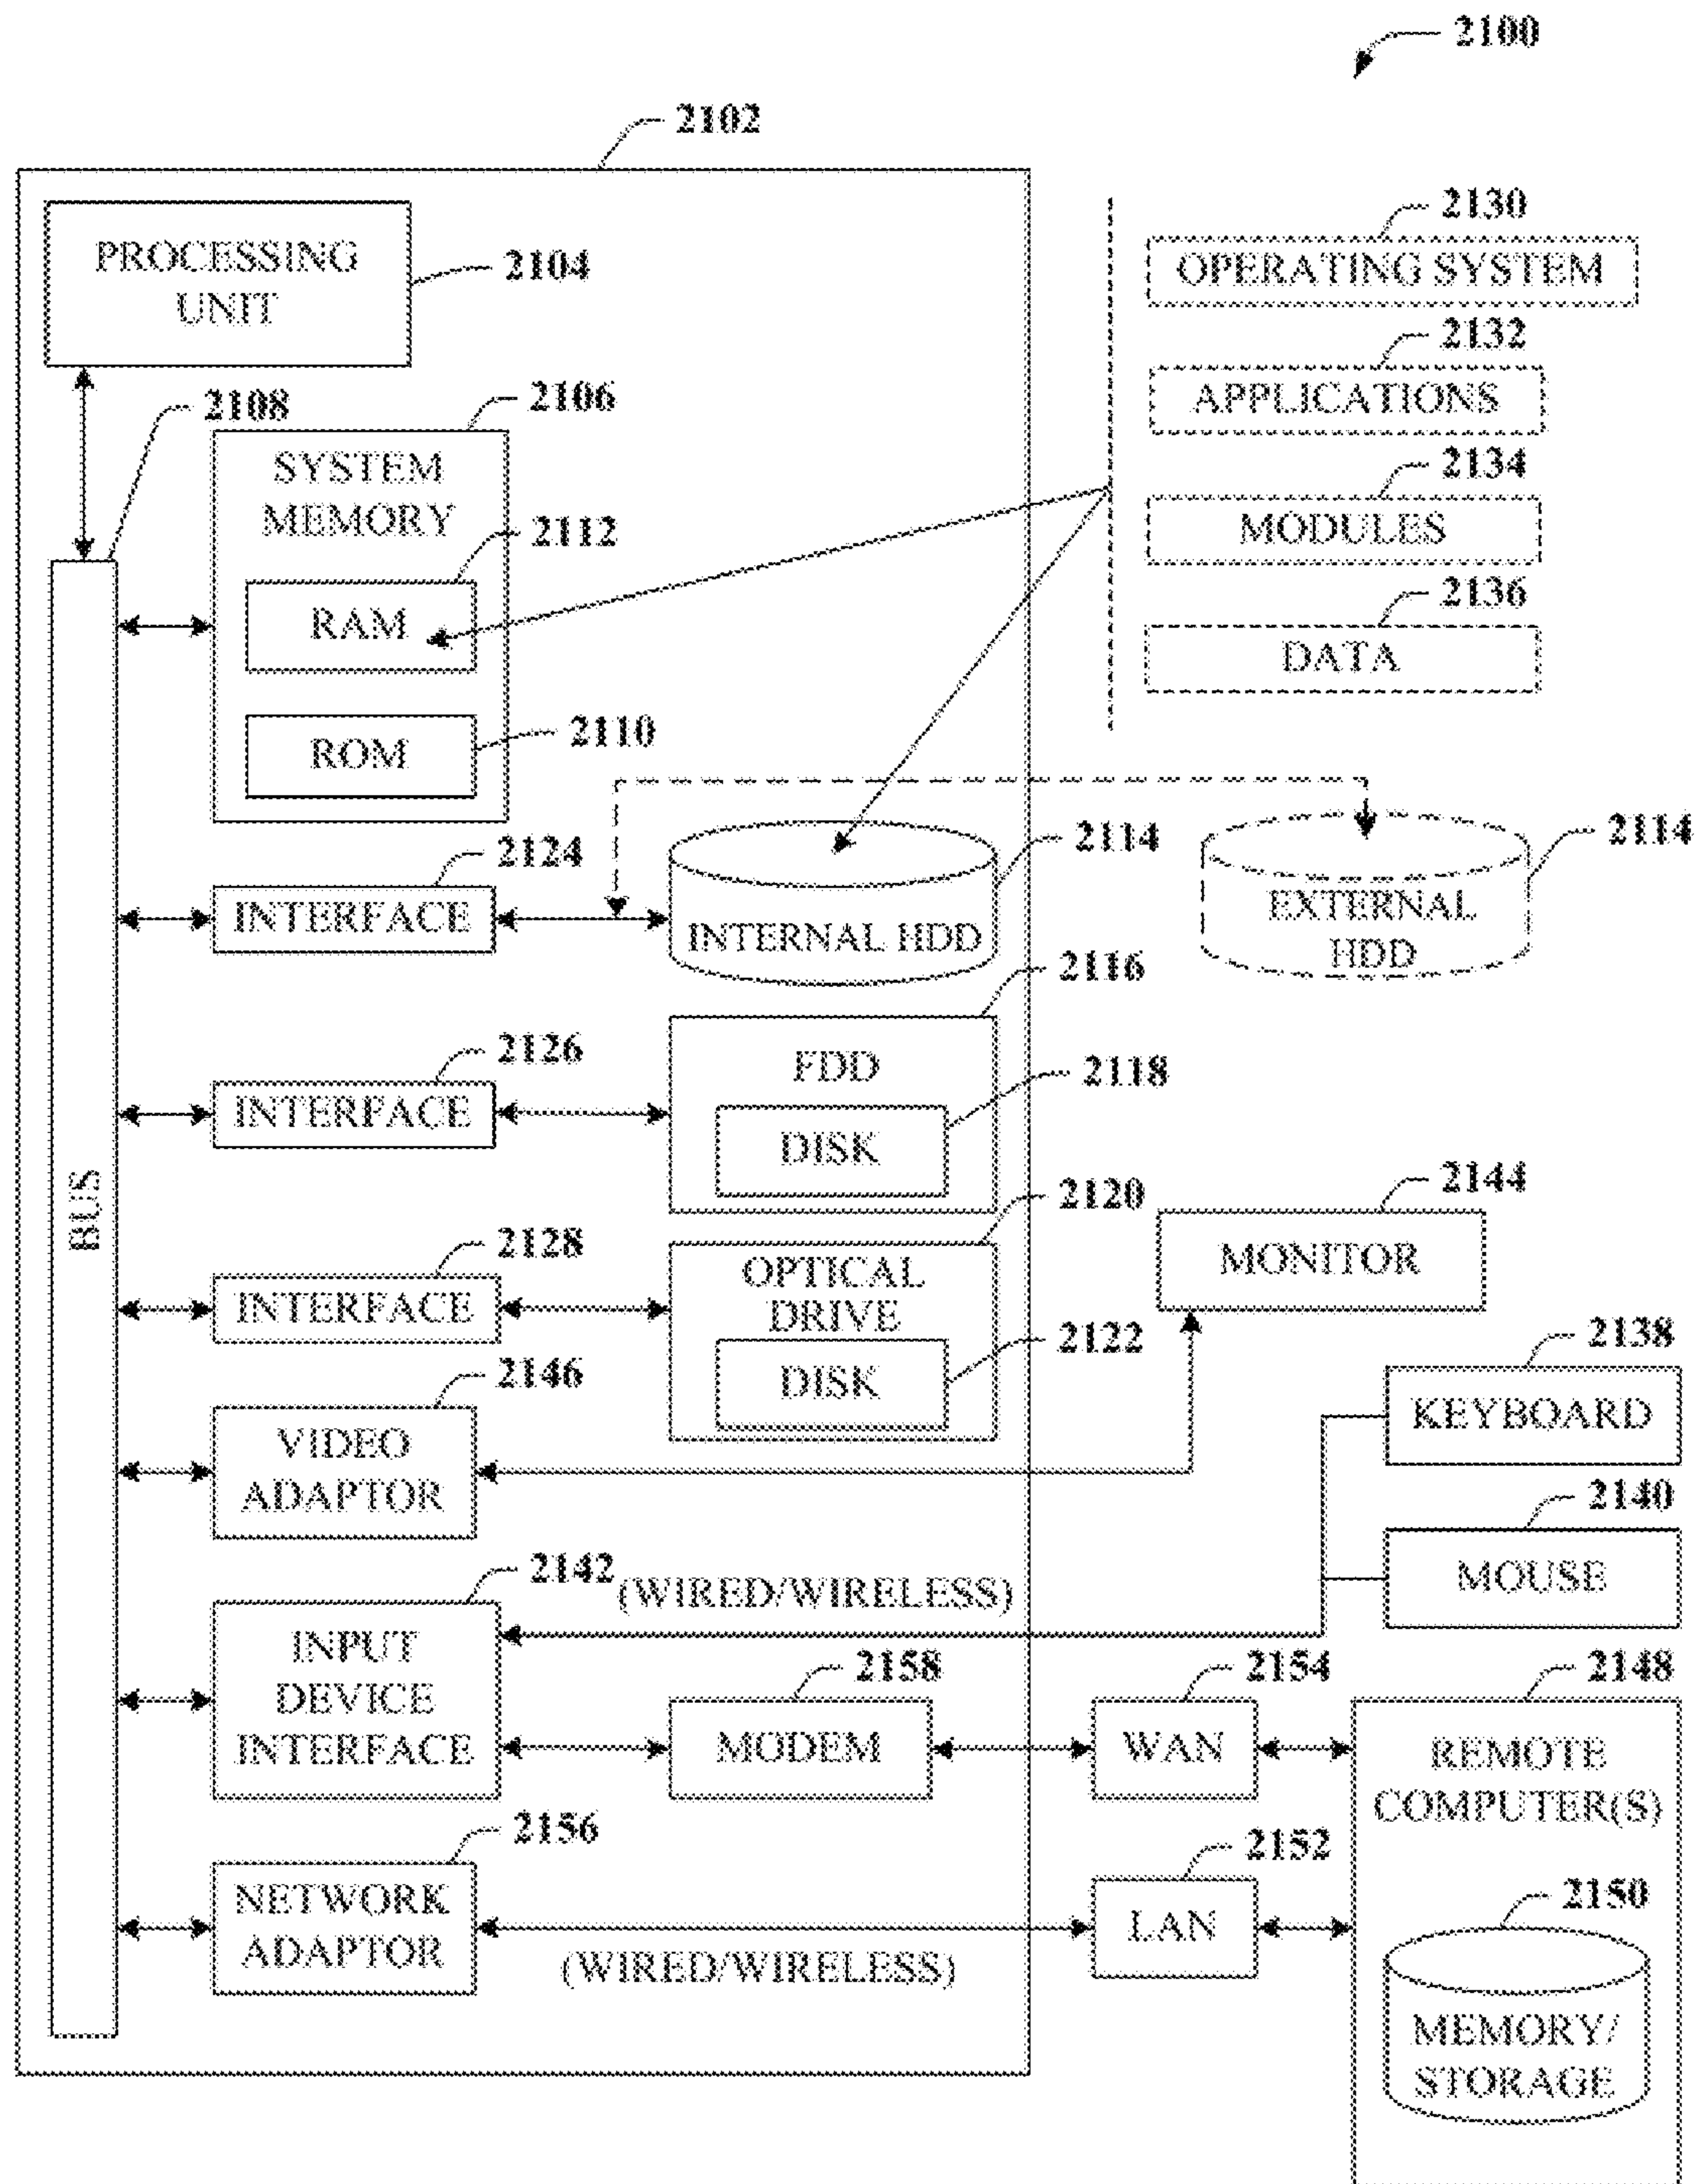 2100
2102
PROCESSING
UNIT
2104
2130
OPERATING SYSTEM
2132
APPLICATIONS
2134
MODULES
2136
DATA
2108
2106
SYSTEM
MEMORY
2112
RAM
2110
ROM
2124
INTERFACE
2114
INTERNAL HDD
2114
EXTERNAL
HDD
2126
INTERFACE
2116
FDD
2118
DISK
BUS
2128
INTERFACE
2120
OPTICAL
DRIVE
2122
DISK
2144
MONITOR
2146
VIDEO
ADAPTOR
2138
KEYBOARD
2140
MOUSE
2142
(WIRED/WIRELESS)
INPUT
DEVICE
INTERFACE
2158
MODEM
2154
WAN
2148
REMOTE
COMPUTER(S)
2156
NETWORK
ADAPTOR
(WIRED/WIRELESS)
2152
LAN
2150
MEMORY/
STORAGE